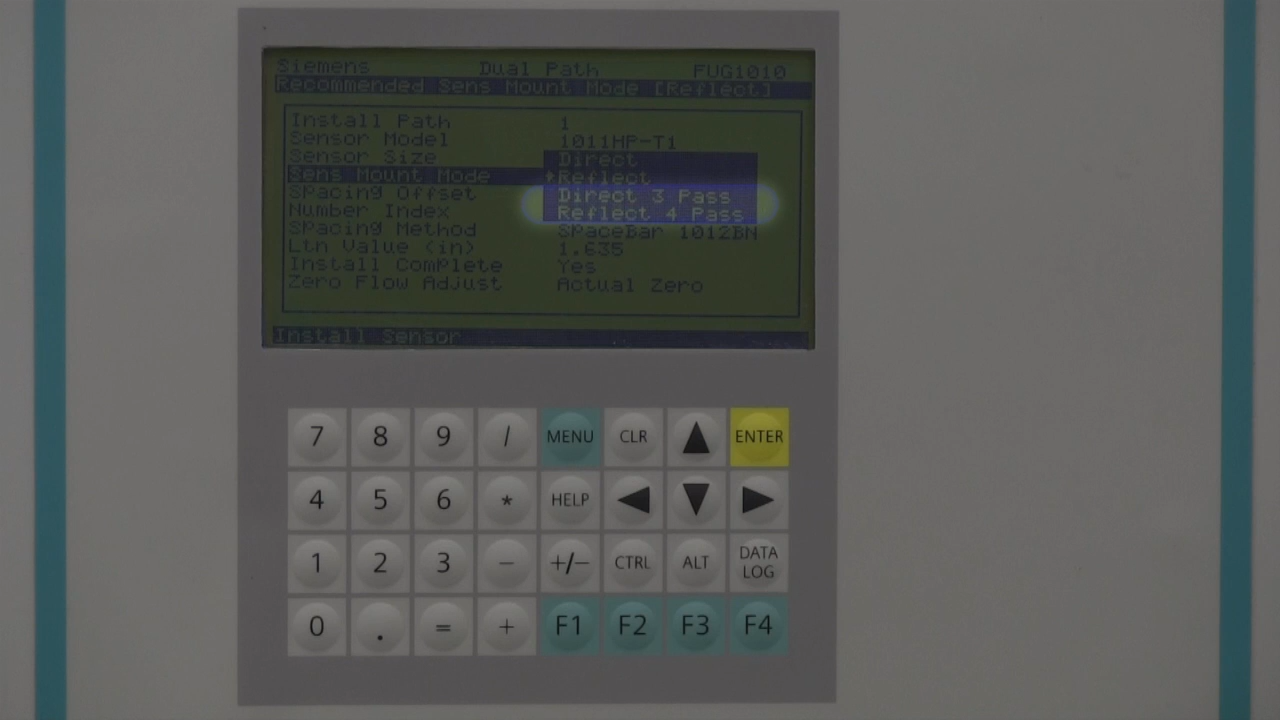 Siemens Dual Path FUG1010
Recommended Sens Mount Mode [Reflect]
Install Path 1
Sensor Model 1011HP-T1
Sensor Size Direct
Sens Mount Mode Reflect
Spacing Offset Direct 3 Pass
Number Index Reflect 4 Pass
Spacing Method SpaceBar 1012BN
Ltn Value (in) 1.635
Install Complete Yes
Zero Flow Adjust Actual Zero
Install Sensor
7 8 9 / MENU CLR ▲ ENTER
4 5 6 * HELP ◀ ▼ ▶
1 2 3 - +/- CTRL ALT DATA LOG
0 . = + F1 F2 F3 F4